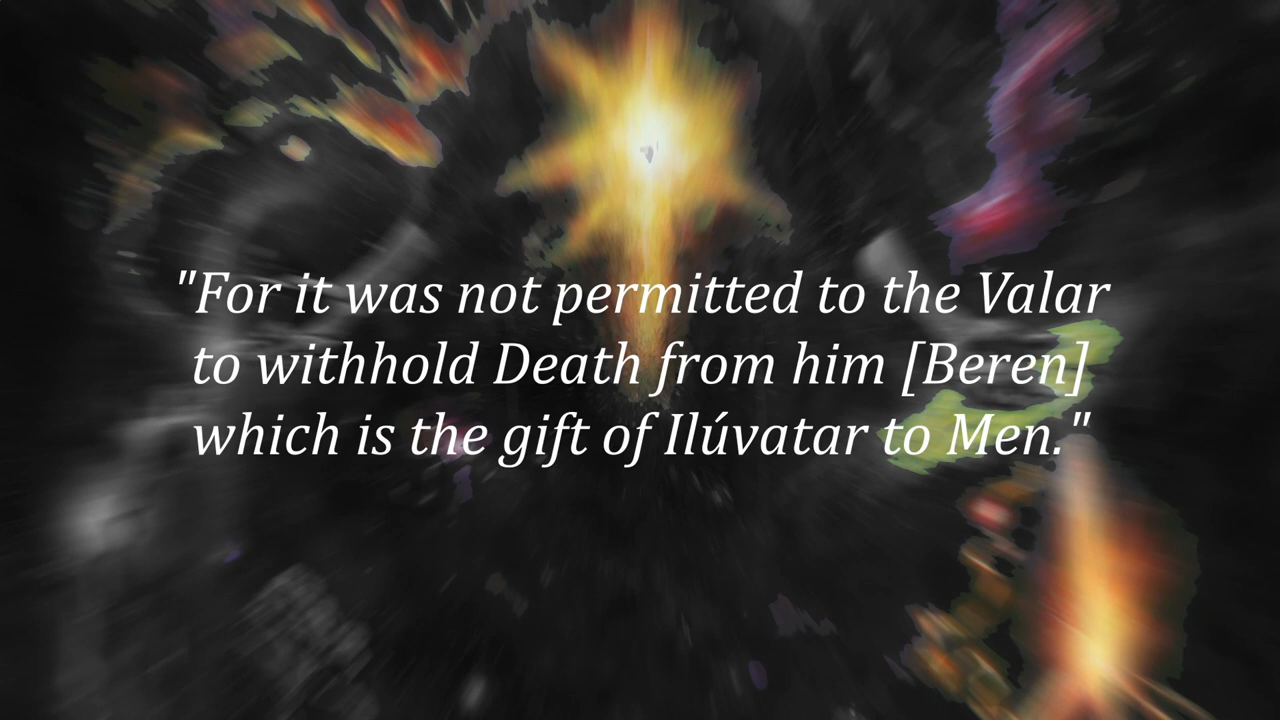 "For it was not permitted to the Valar
to withhold Death from him [Beren]
which is the gift of Ilúvatar to Men."